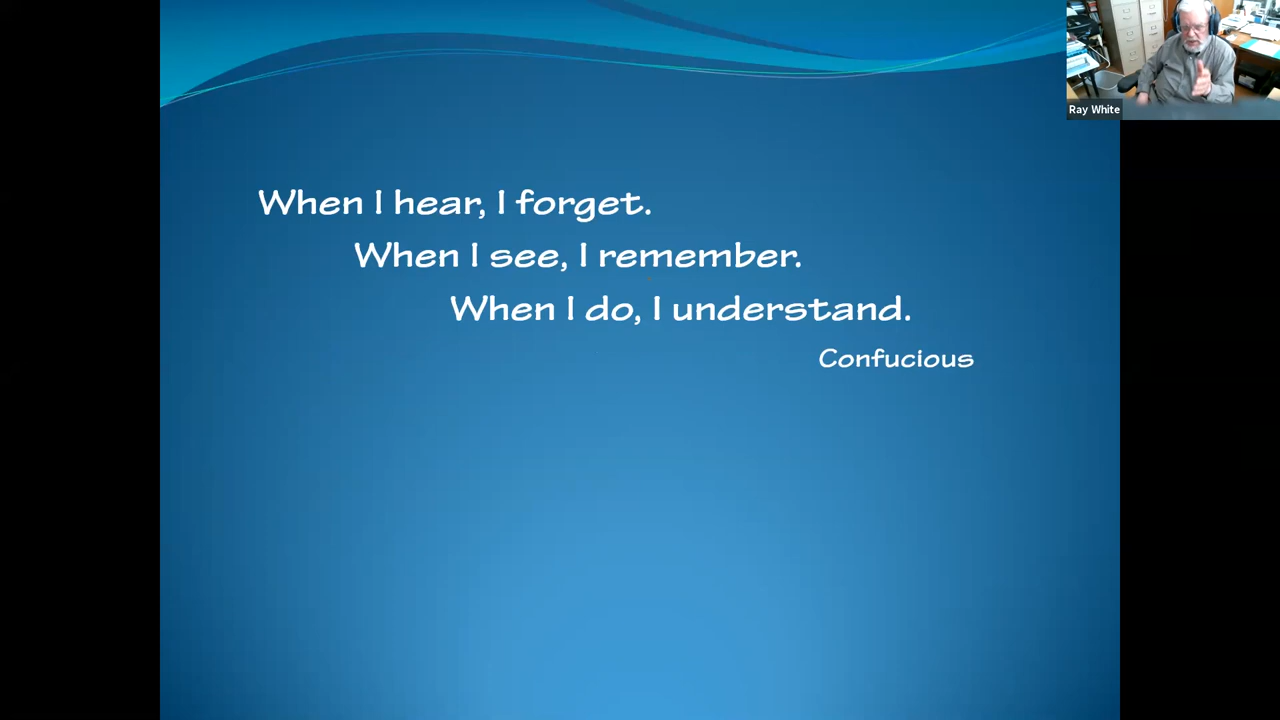 Ray White
When I hear, I forget.
When I see, I remember.
When I do, I understand.
Confucious